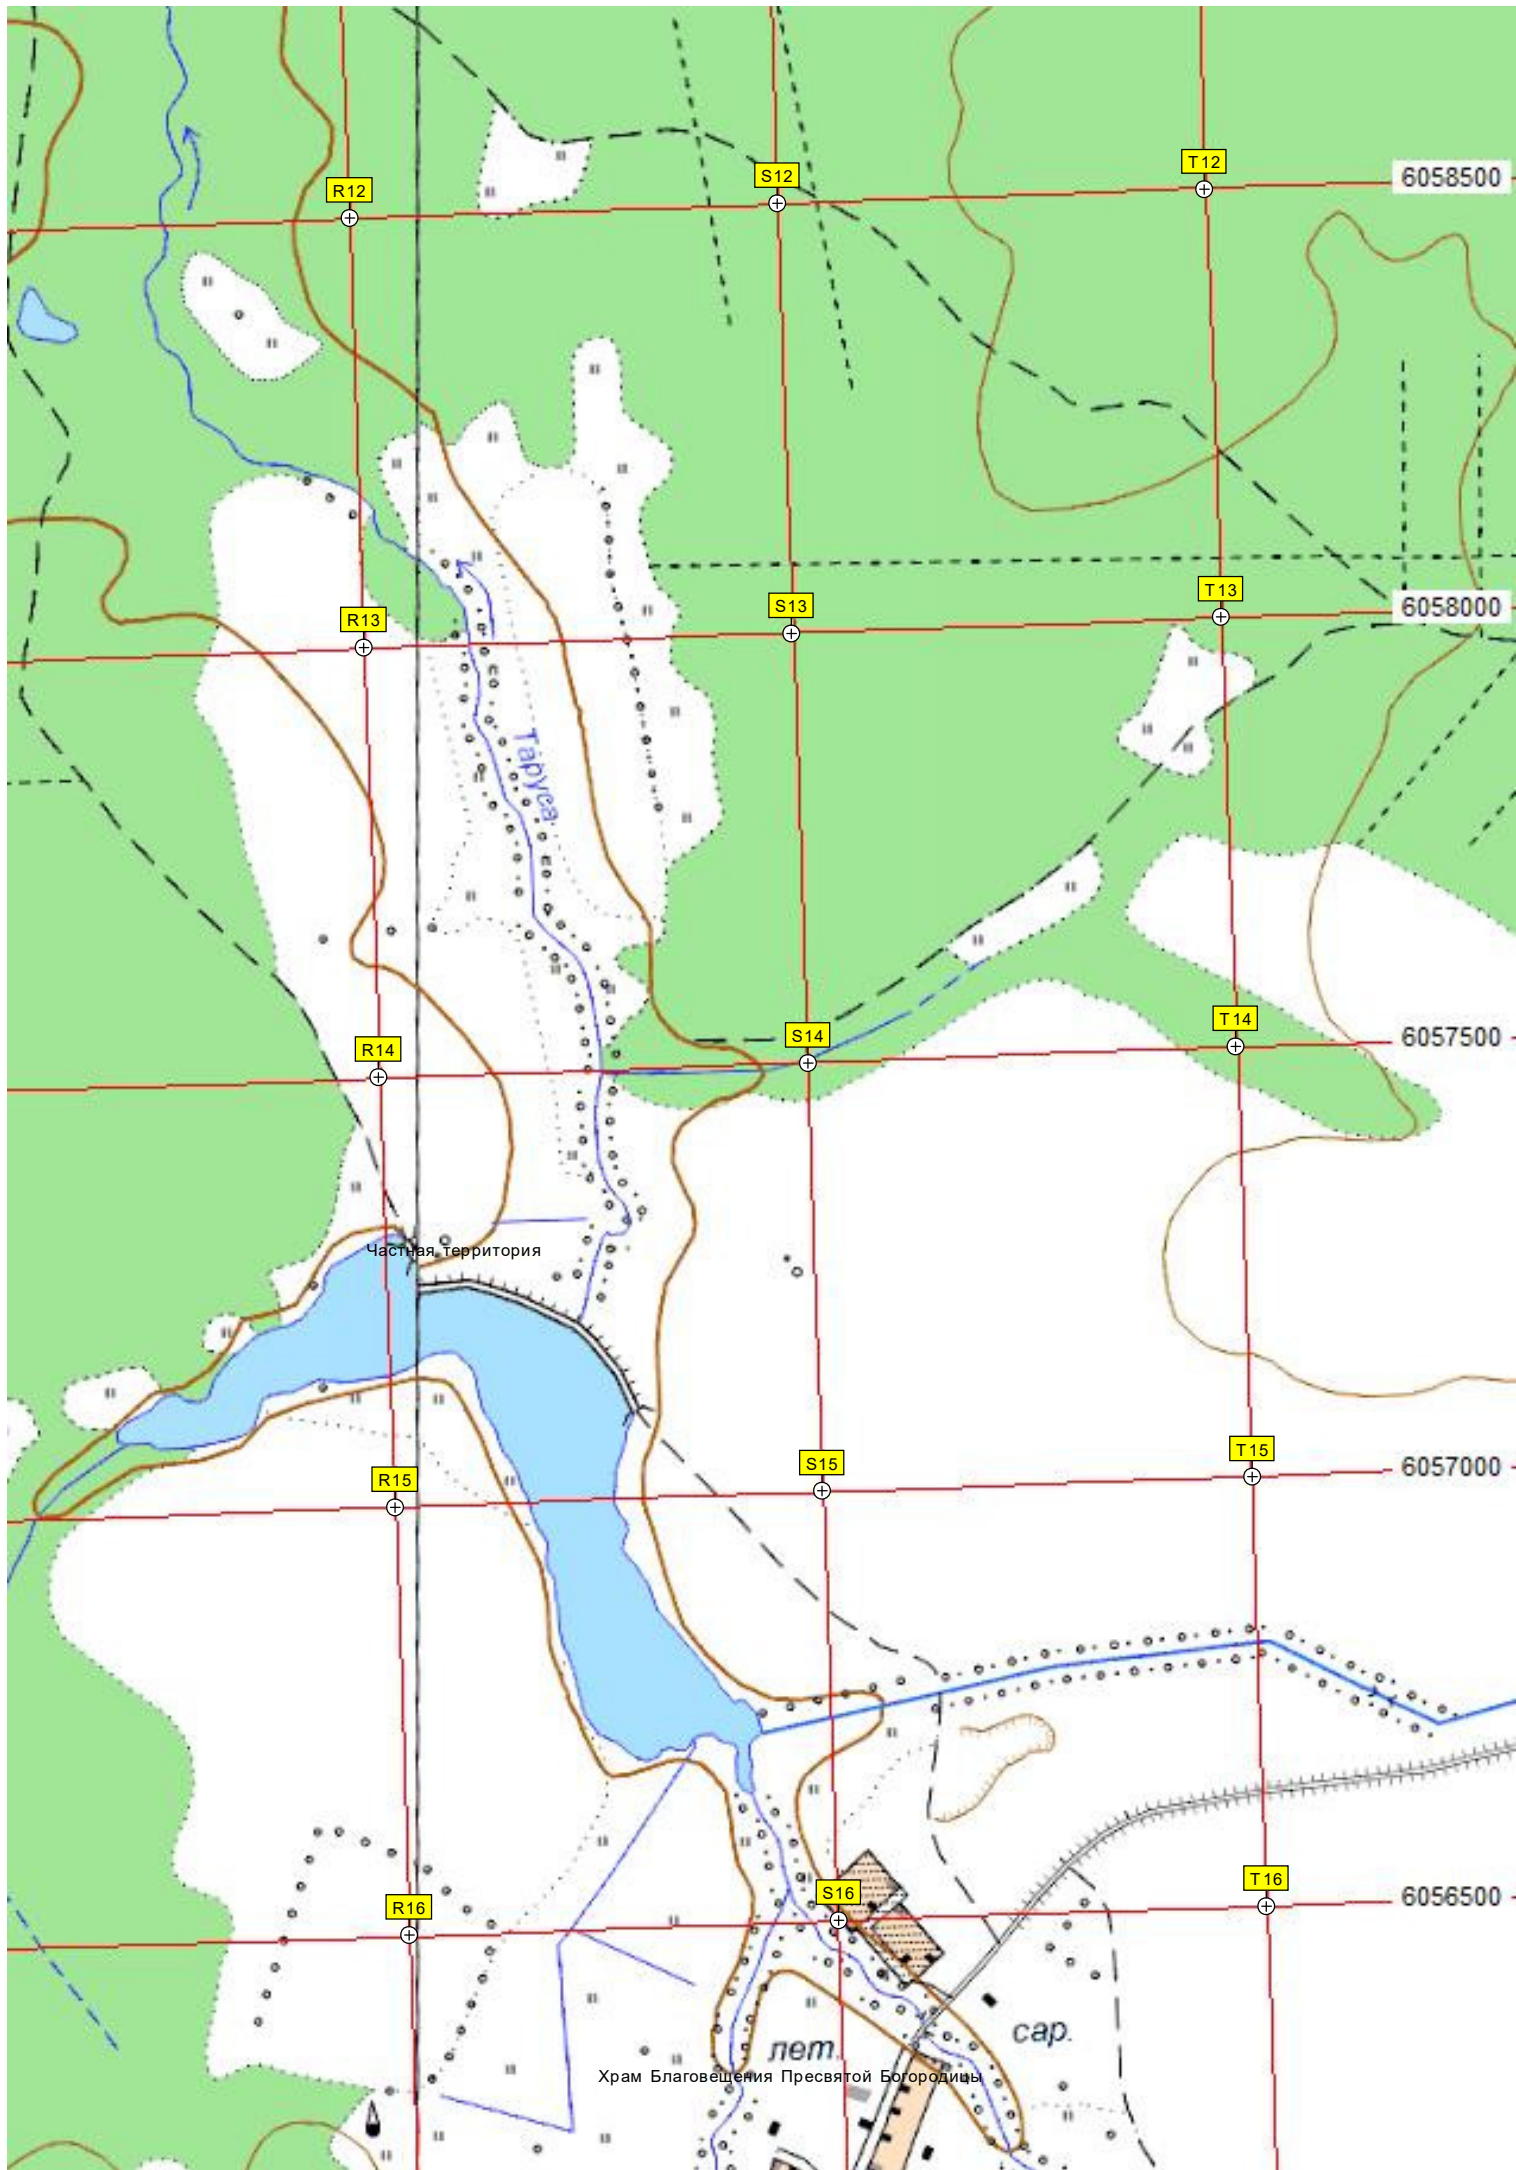 T12
S12
6058500
R12
T13
S13
6058000
R13
Таруса
T14
S14
6057500
R14
Частная территория
T15
S15
6057000
R15
T16
S16
6056500
R16
сар.
лет.
Храм Благовещения Пресвятой Богородицы